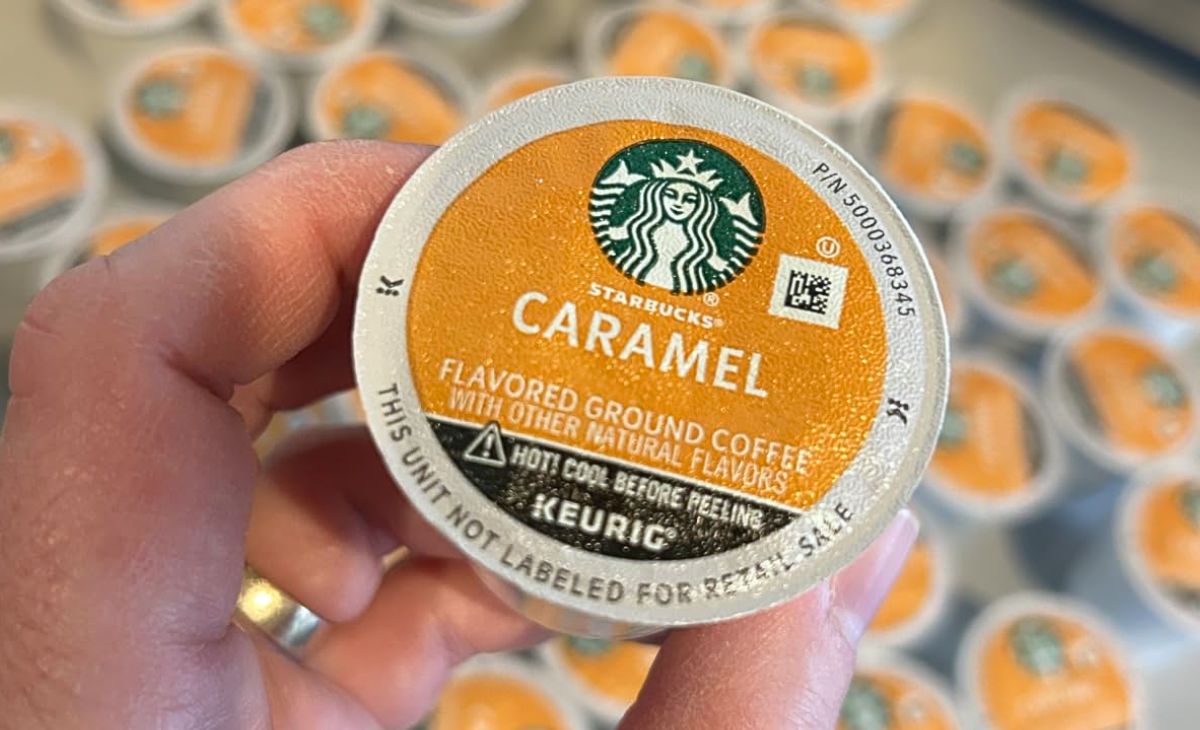 P/N 5000368345
U
STARBUCKS®
CARAMEL
FLAVORED GROUND COFFEE
WITH OTHER NATURAL FLAVORS
HOT! COOL BEFORE PEELING
KEURIG®
THIS UNIT NOT LABELED FOR RETAIL SALE
K
K